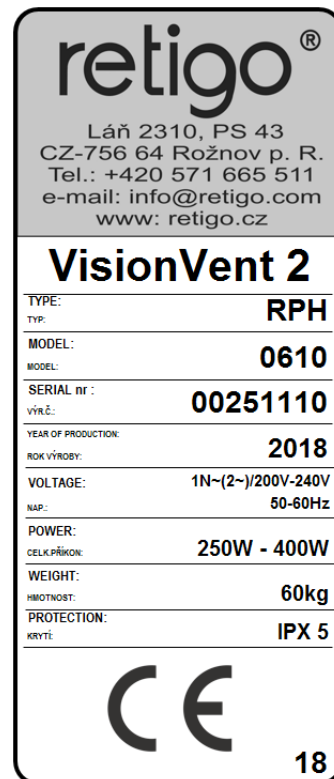 retigo®
Láň 2310, PS 43
CZ-756 64 Rožnov p. R.
Tel.: +420 571 665 511
e-mail: info@retigo.com
www: retigo.cz
VisionVent 2
TYPE:
TYP:
RPH
MODEL:
MODEL:
0610
SERIAL nr :
VÝR.Č.:
00251110
YEAR OF PRODUCTION:
ROK VÝROBY:
2018
VOLTAGE:
NAP.:
1N~(2~)/200V-240V
50-60Hz
POWER:
CELK.PŘÍKON:
250W - 400W
WEIGHT:
HMOTNOST:
60kg
PROTECTION:
KRYTÍ:
IPX 5
CE
18